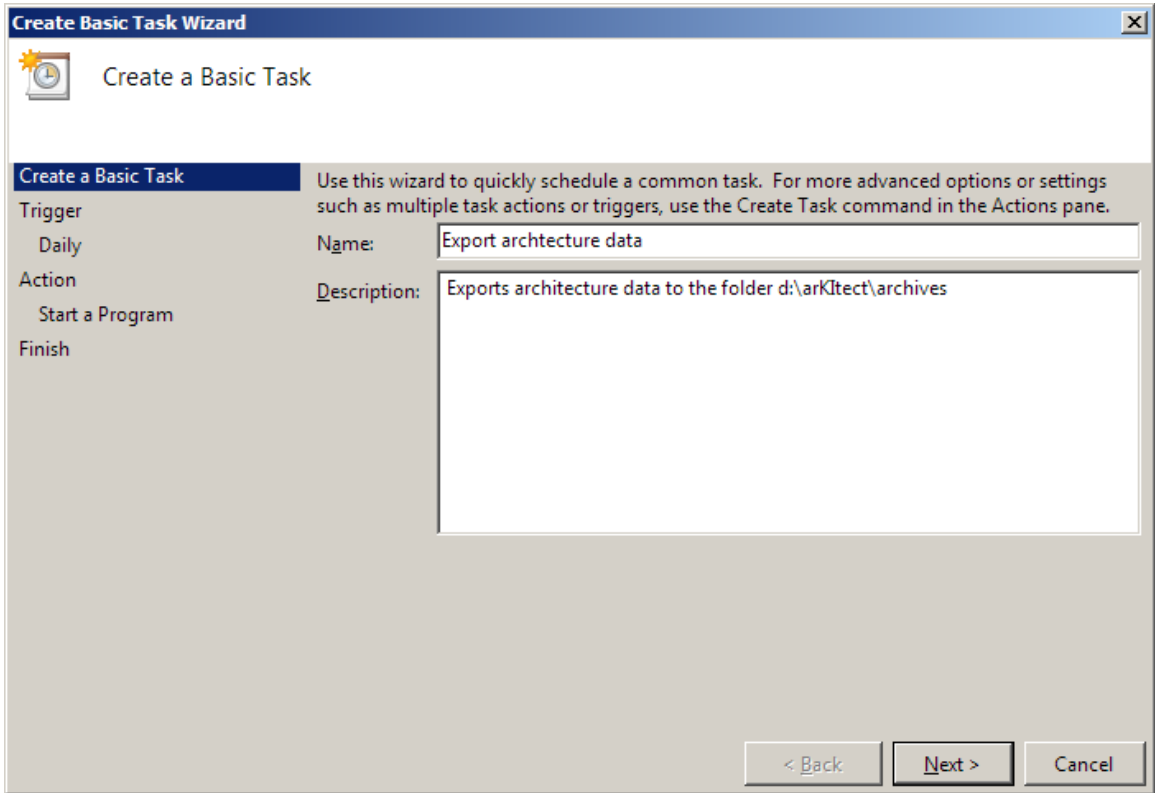 Create Basic Task Wizard
Create a Basic Task
Create a Basic Task
Trigger
Daily
Action
Start a Program
Finish
Use this wizard to quickly schedule a common task. For more advanced options or settings
such as multiple task actions or triggers, use the Create Task command in the Actions pane.
Name:
Export archtecture data
Description:
Exports architecture data to the folder d:\arKItect\archives
< Back
Next >
Cancel